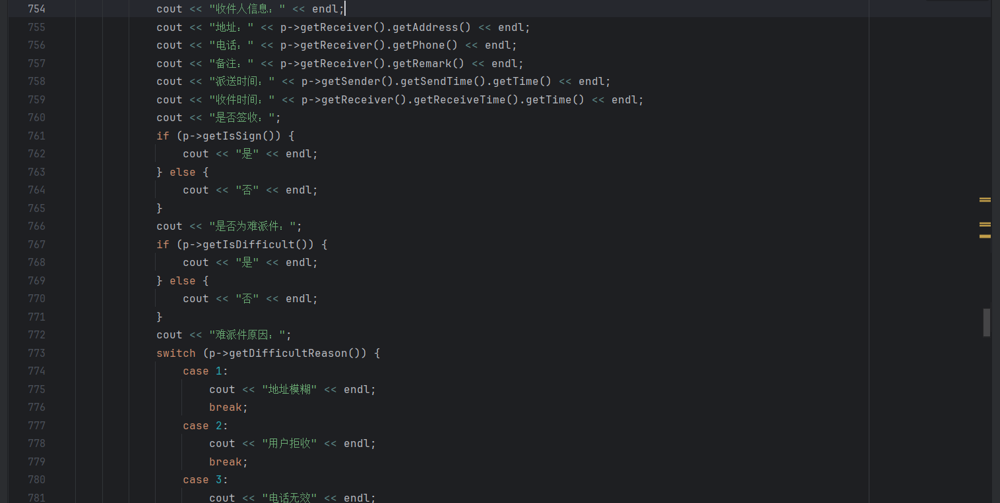 754 cout << "收件人信息：" << endl;
755 cout << "地址：" << p->getReceiver().getAddress() << endl;
756 cout << "电话：" << p->getReceiver().getPhone() << endl;
757 cout << "备注：" << p->getReceiver().getRemark() << endl;
758 cout << "派送时间：" << p->getSender().getSendTime().getTime() << endl;
759 cout << "收件时间：" << p->getReceiver().getReceiveTime().getTime() << endl;
760 cout << "是否签收：";
761 if (p->getIsSign()) {
762 cout << "是" << endl;
763 } else {
764 cout << "否" << endl;
765 }
766 cout << "是否为难派件：";
767 if (p->getIsDifficult()) {
768 cout << "是" << endl;
769 } else {
770 cout << "否" << endl;
771 }
772 cout << "难派件原因：";
773 switch (p->getDifficultReason()) {
774 case 1:
775 cout << "地址模糊" << endl;
776 break;
777 case 2:
778 cout << "用户拒收" << endl;
779 break;
780 case 3:
781 cout << "电话无效" << endl;